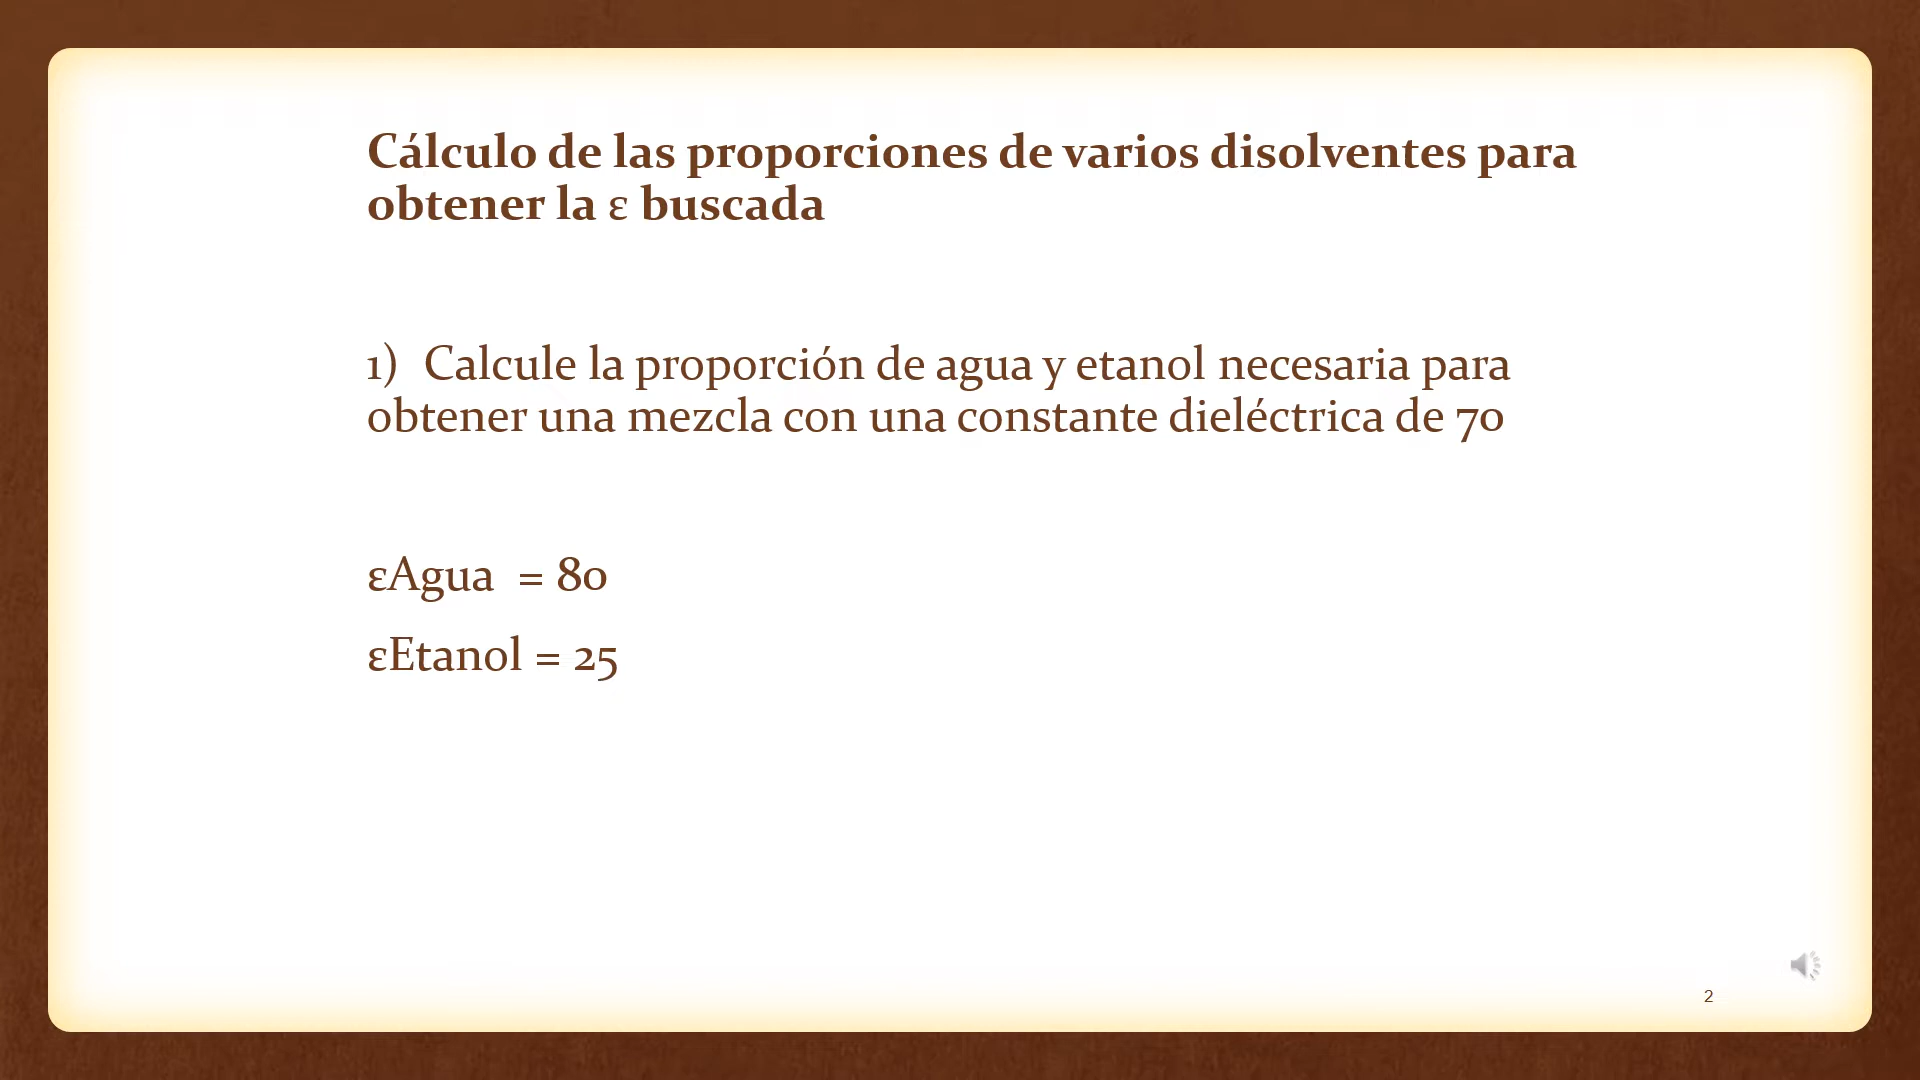 Cálculo de las proporciones de varios disolventes para
obtener la ε buscada
1) Calcule la proporción de agua y etanol necesaria para
obtener una mezcla con una constante dieléctrica de 70
εAgua = 80
εEtanol = 25
2